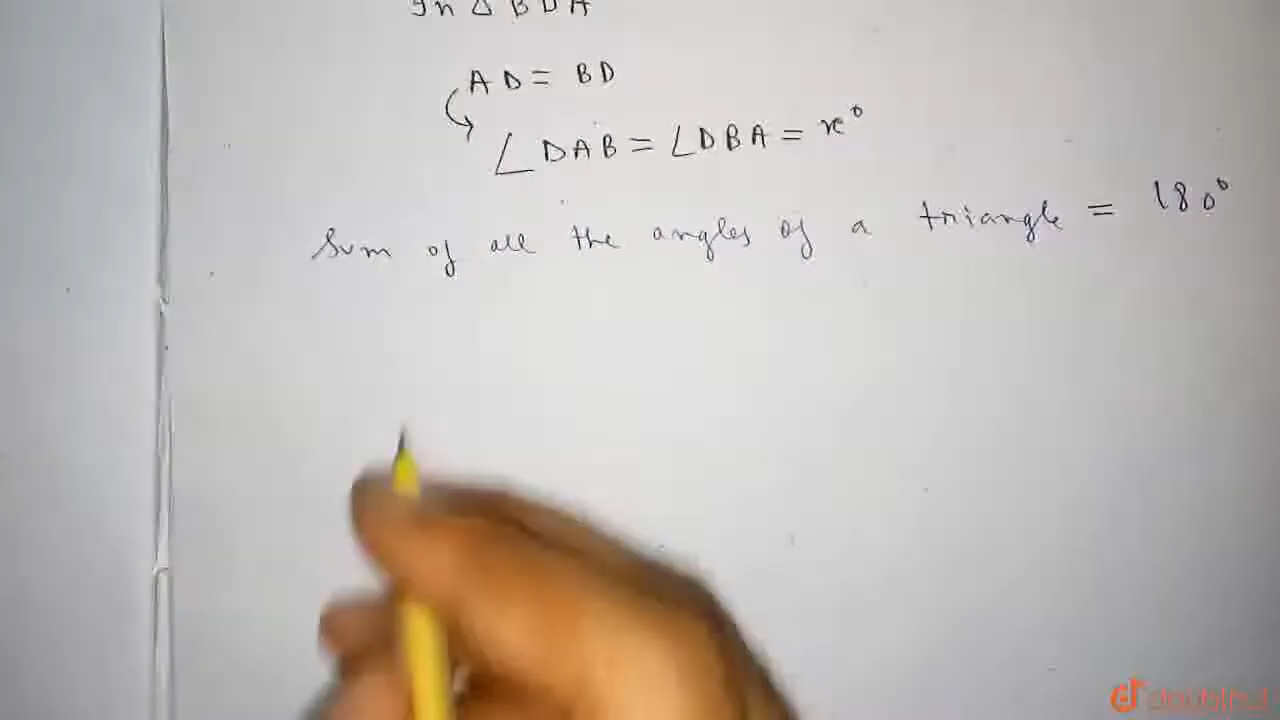 In △ BDA
AD = BD
∠DAB = ∠DBA = x°
Sum of all the angles of a triangle = 180°
doubtnut